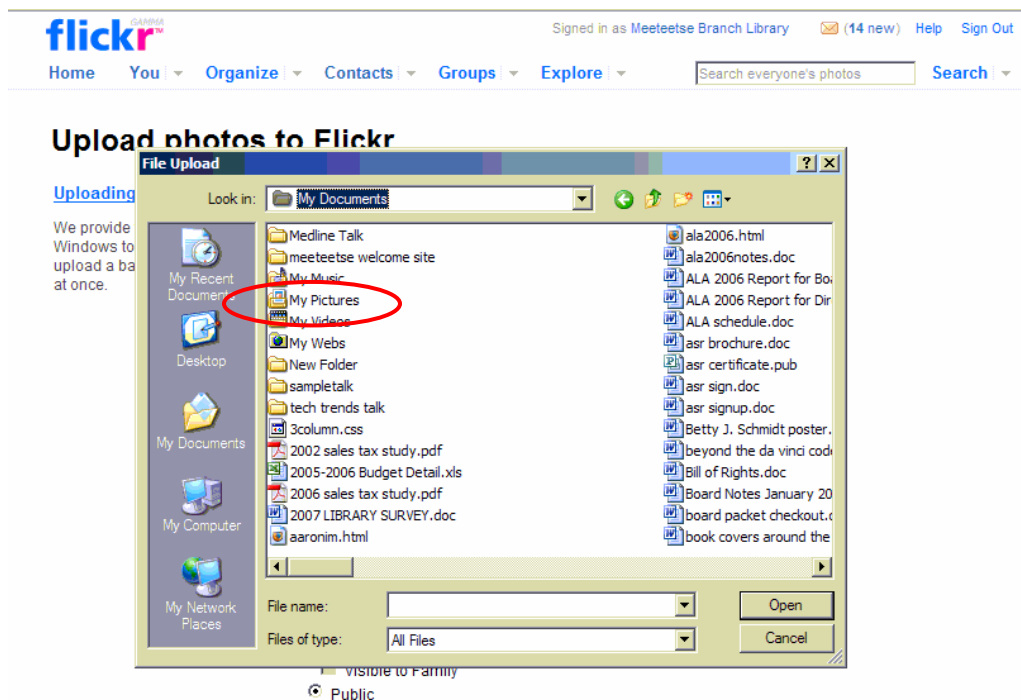 flickr GAMMA™
Signed in as Meeteetse Branch Library (14 new) Help Sign Out
Home You Organize Contacts Groups Explore Search everyone's photos Search
Upload photos to Flickr
Uploading
We provide
Windows to
upload a ba
at once.
File Upload
Look in: My Documents
My Recent Documents
Desktop
My Documents
My Computer
My Network Places
Medline Talk
meeteetse welcome site
My Music
My Pictures
My Videos
My Webs
New Folder
sampletalk
tech trends talk
3column.css
2002 sales tax study.pdf
2005-2006 Budget Detail.xls
2006 sales tax study.pdf
2007 LIBRARY SURVEY.doc
aaronim.html
ala2006.html
ala2006notes.doc
ALA 2006 Report for Boa
ALA 2006 Report for Dir
ALA schedule.doc
asr brochure.doc
asr certificate.pub
asr sign.doc
asr signup.doc
Betty J. Schmidt poster.
beyond the da vinci code
Bill of Rights.doc
Board Notes January 20
board packet checkout.d
book covers around the
File name: Open
Files of type: All Files Cancel
Visible to Family
Public